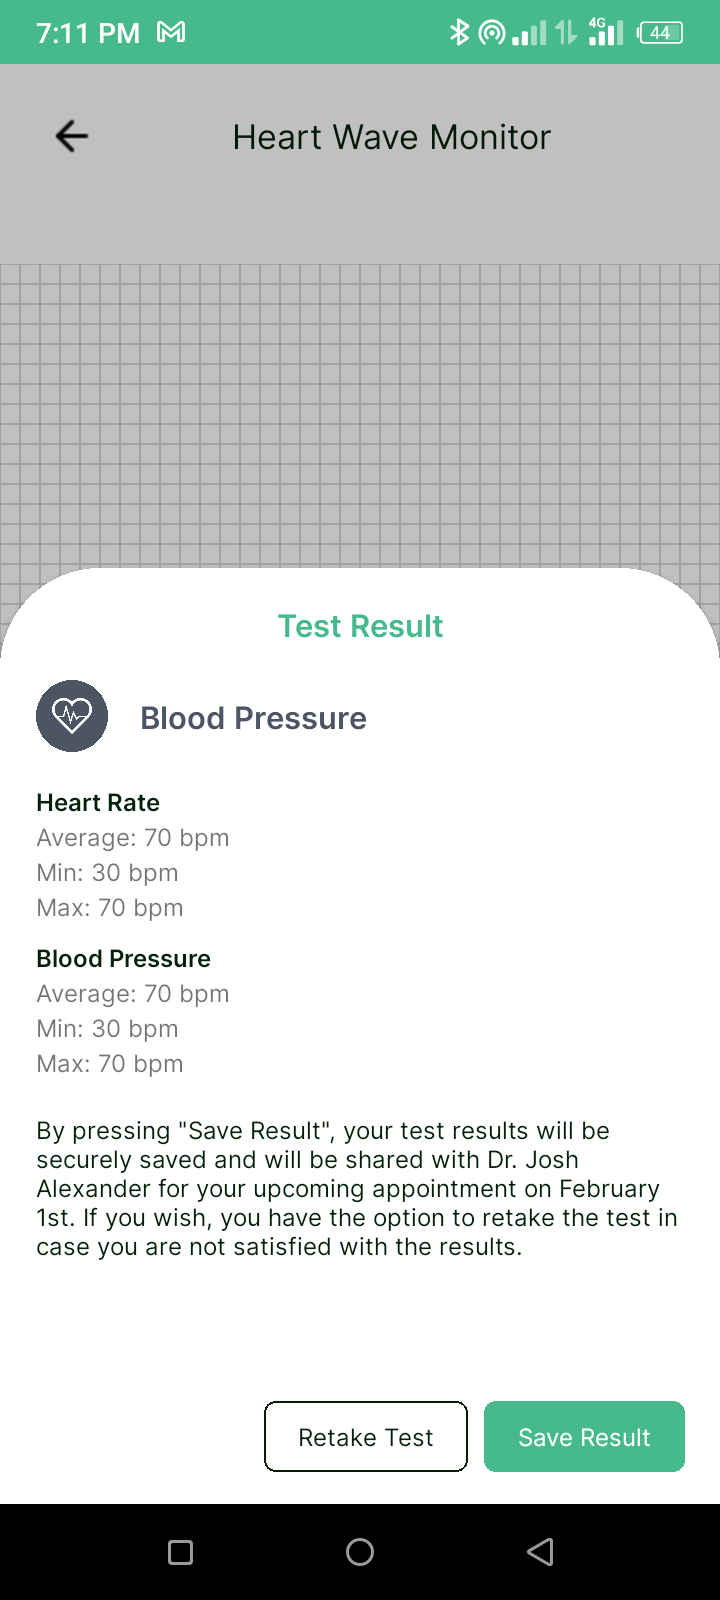 7:11 PM
4G
44
Heart Wave Monitor
Test Result
Blood Pressure
Heart Rate
Average: 70 bpm
Min: 30 bpm
Max: 70 bpm
Blood Pressure
Average: 70 bpm
Min: 30 bpm
Max: 70 bpm
By pressing "Save Result", your test results will be
securely saved and will be shared with Dr. Josh
Alexander for your upcoming appointment on February
1st. If you wish, you have the option to retake the test in
case you are not satisfied with the results.
Retake Test
Save Result